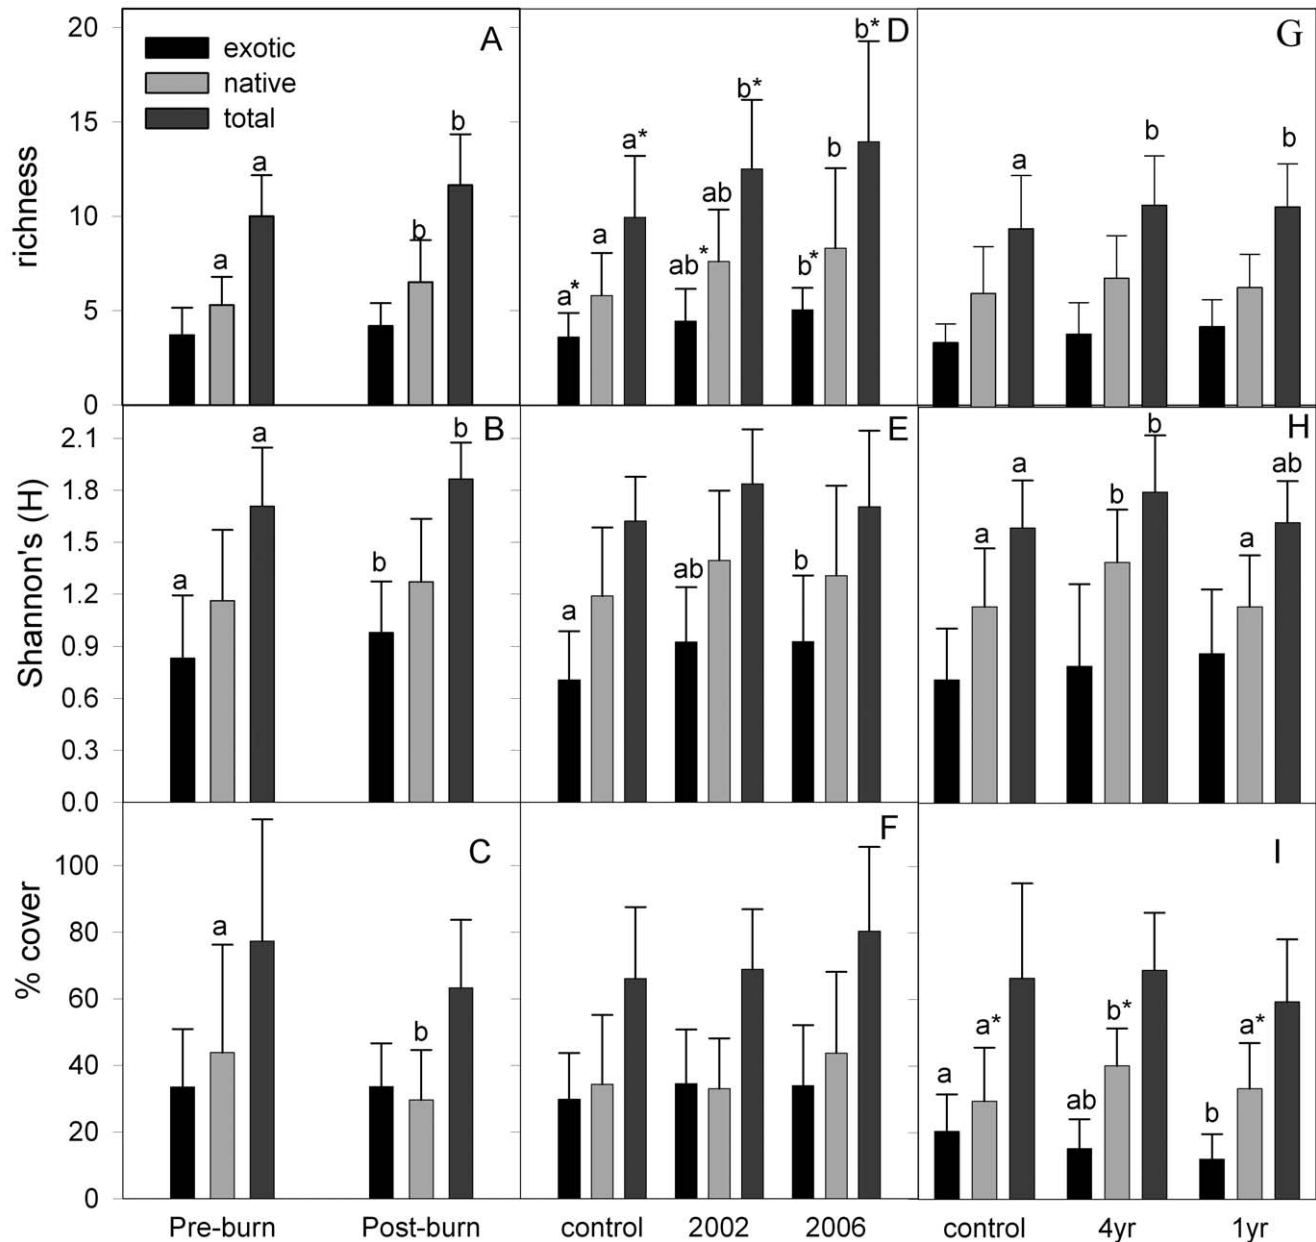 20
15
10
5
0
richness
exotic
native
total
A
a
a
b
b
D
a*
a
a*
ab*
ab
b*
b*
b
b*
G
a
b
b
2.1
1.8
1.5
1.2
0.9
0.6
0.3
0.0
Shannon's (H)
B
a
a
b
b
E
a
ab
b
H
a
a
b
b
a
ab
100
80
60
40
20
0
% cover
C
a
b
F
I
a
a*
ab
b*
b
a*
Pre-burn Post-burn control 2002 2006 control 4yr 1yr